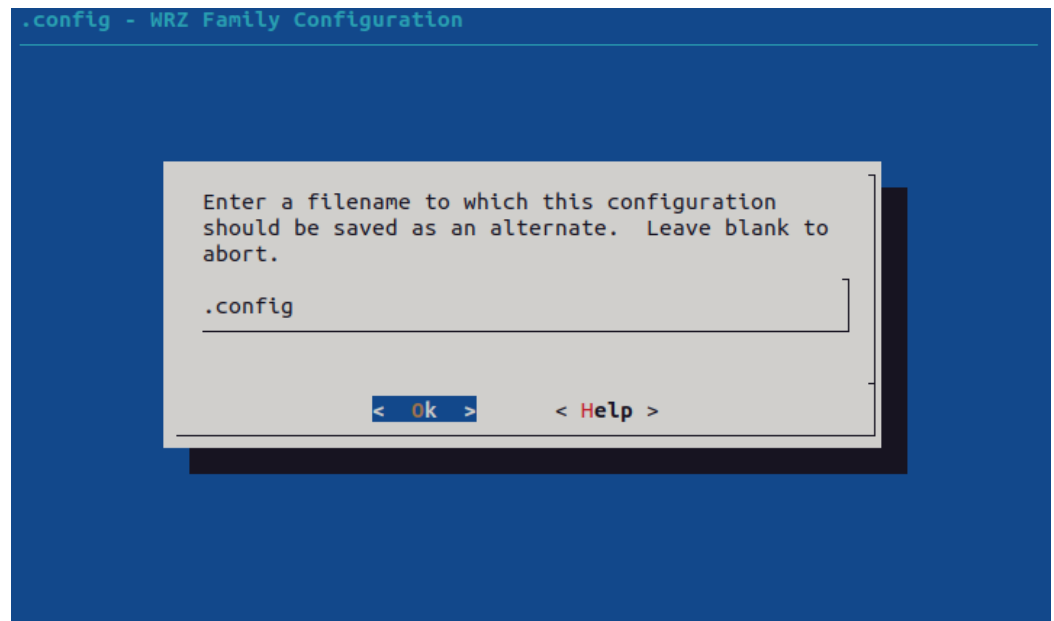 .config - WRZ Family Configuration
Enter a filename to which this configuration
should be saved as an alternate.  Leave blank to
abort.
.config
<  Ok  >      < Help >